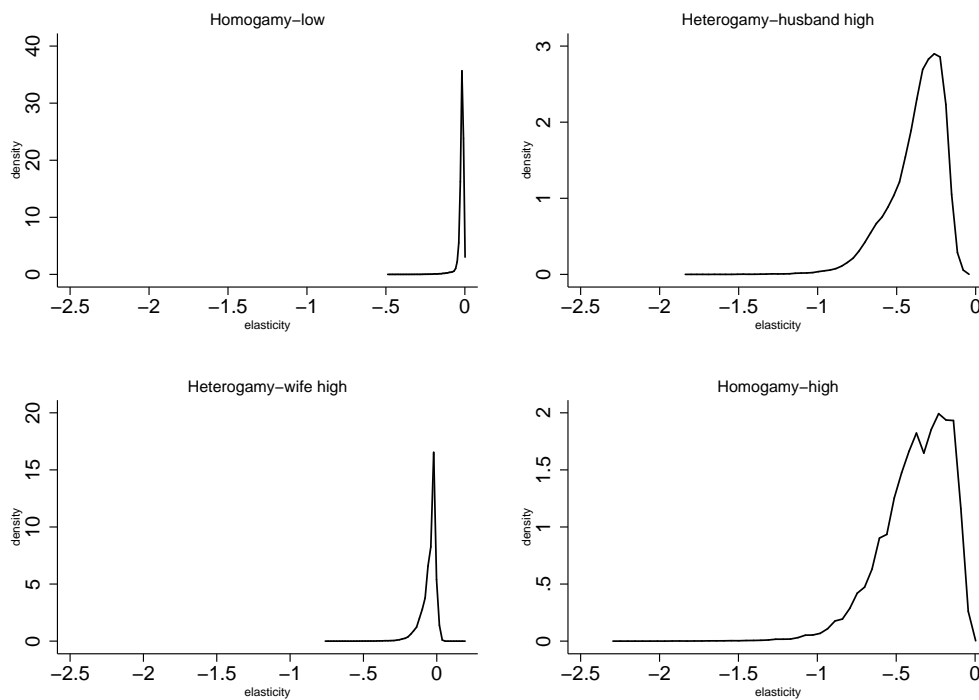 Homogamy−low
density
40
30
20
10
0
−2.5 −2 −1.5 −1 −.5 0
elasticity
Heterogamy−husband high
density
3
2
1
0
−2.5 −2 −1.5 −1 −.5 0
elasticity
Heterogamy−wife high
density
20
15
10
5
0
−2.5 −2 −1.5 −1 −.5 0
elasticity
Homogamy−high
density
2
1.5
1
.5
0
−2.5 −2 −1.5 −1 −.5 0
elasticity